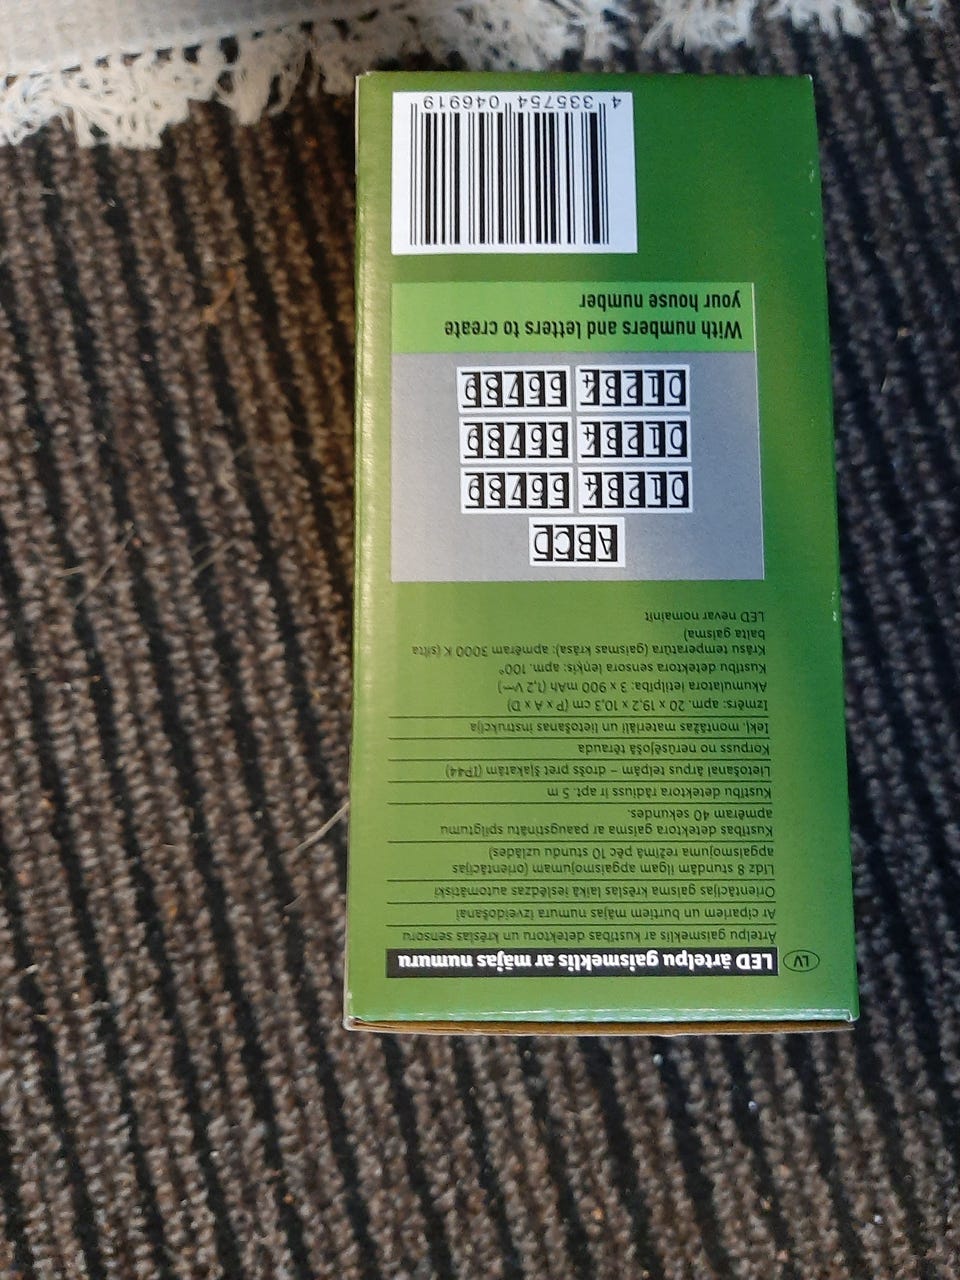 LV
LED ārtelpu gaismeklis ar mājas numuru
Ārtelpu gaismeklis ar kustības detektoru un krēslas sensoru
Ar cipariem un burtiem mājas numura izveidošanai
Orientācijas gaisma krēslas laikā ieslēdzas automātiski
Līdz 8 stundām ilgam apgaismojumam (orientācijas
apgaismojuma režīmā pēc 10 stundu uzlādes)
Kustības detektora gaisma ar paaugstinātu spilgtumu
apmēram 40 sekundes.
Kustību detektora rādiuss ir apt. 5 m
Lietošanai ārpus telpām – drošs pret šļakatām (IP44)
Korpuss no nerūsējošā tērauda
Iekļ. montāžas materiāli un lietošanas instrukcija
Izmērs: apm. 20 x 19,2 x 10,3 cm (P x A x D)
Akumulatora ietilpība: 3 x 900 mAh (1,2 V⎓)
Kustību detektora sensora leņķis: apm. 100°
Krāsu temperatūra (gaismas krāsa): apmēram 3000 K (silta
balta gaisma)
LED nevar nomainīt
ABCD
01234 56789
01234 56789
01234 56789
With numbers and letters to create
your house number
4 335754 046919